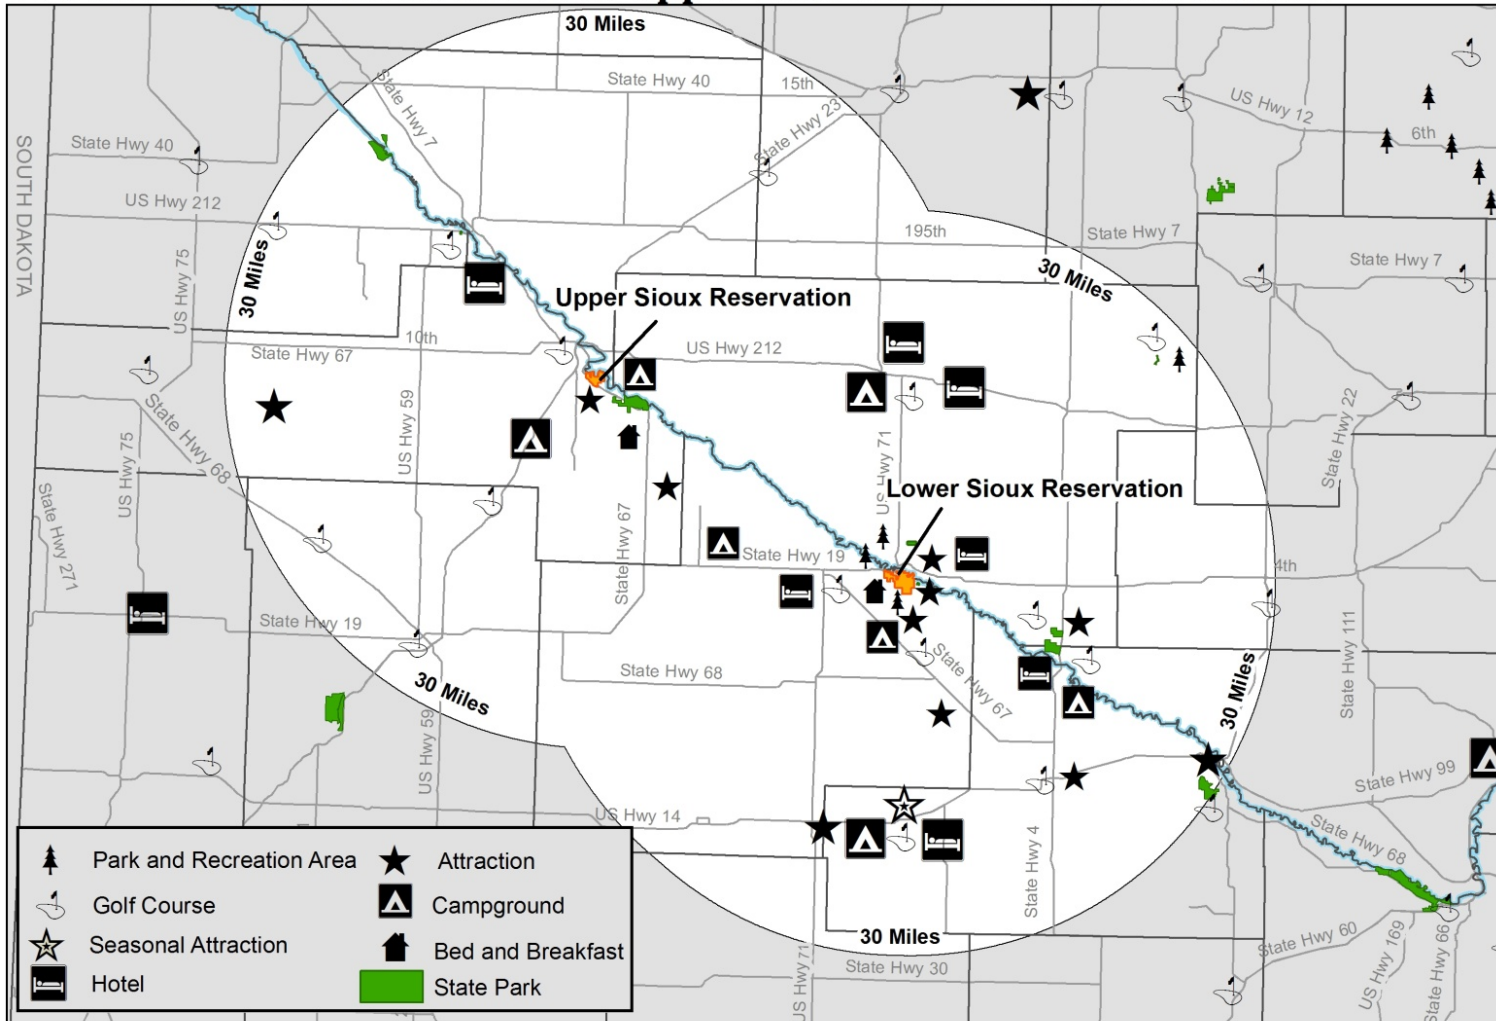 30 Miles
State Hwy 40
15th
State Hwy 7
State Hwy 23
US Hwy 12
6th
SOUTH DAKOTA
State Hwy 40
US Hwy 212
195th
State Hwy 7
State Hwy 7
30 Miles
30 Miles
US Hwy 75
Upper Sioux Reservation
10th
State Hwy 67
US Hwy 212
US Hwy 59
State Hwy 68
US Hwy 75
State Hwy 22
US Hwy 71
Lower Sioux Reservation
State Hwy 271
State Hwy 67
State Hwy 19
4th
State Hwy 19
State Hwy 111
State Hwy 68
State Hwy 67
30 Miles
30 Miles
US Hwy 59
State Hwy 99
US Hwy 14
State Hwy 68
State Hwy 4
30 Miles
State Hwy 60
US Hwy 169
State Hwy 66
State Hwy 30
US Hwy 71
Park and Recreation Area
Attraction
Golf Course
Campground
Seasonal Attraction
Bed and Breakfast
Hotel
State Park